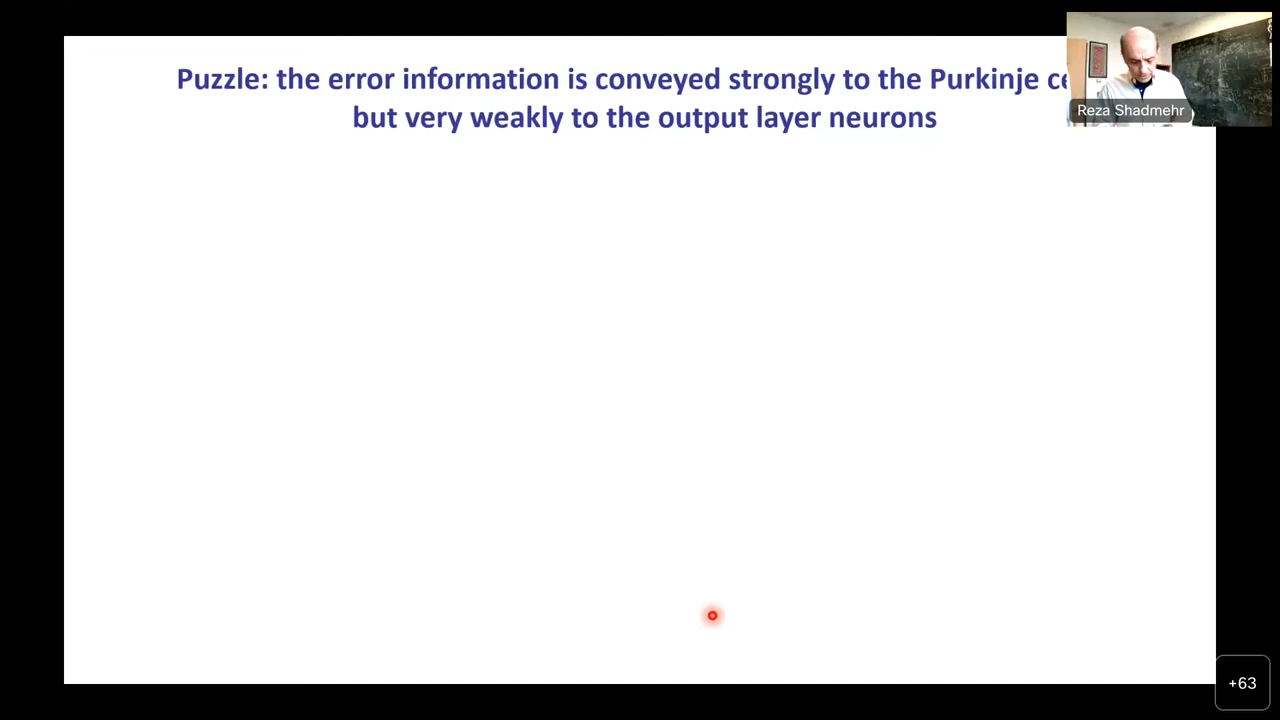 Puzzle: the error information is conveyed strongly to the Purkinje
but very weakly to the output layer neurons
Reza Shadmehr
+63